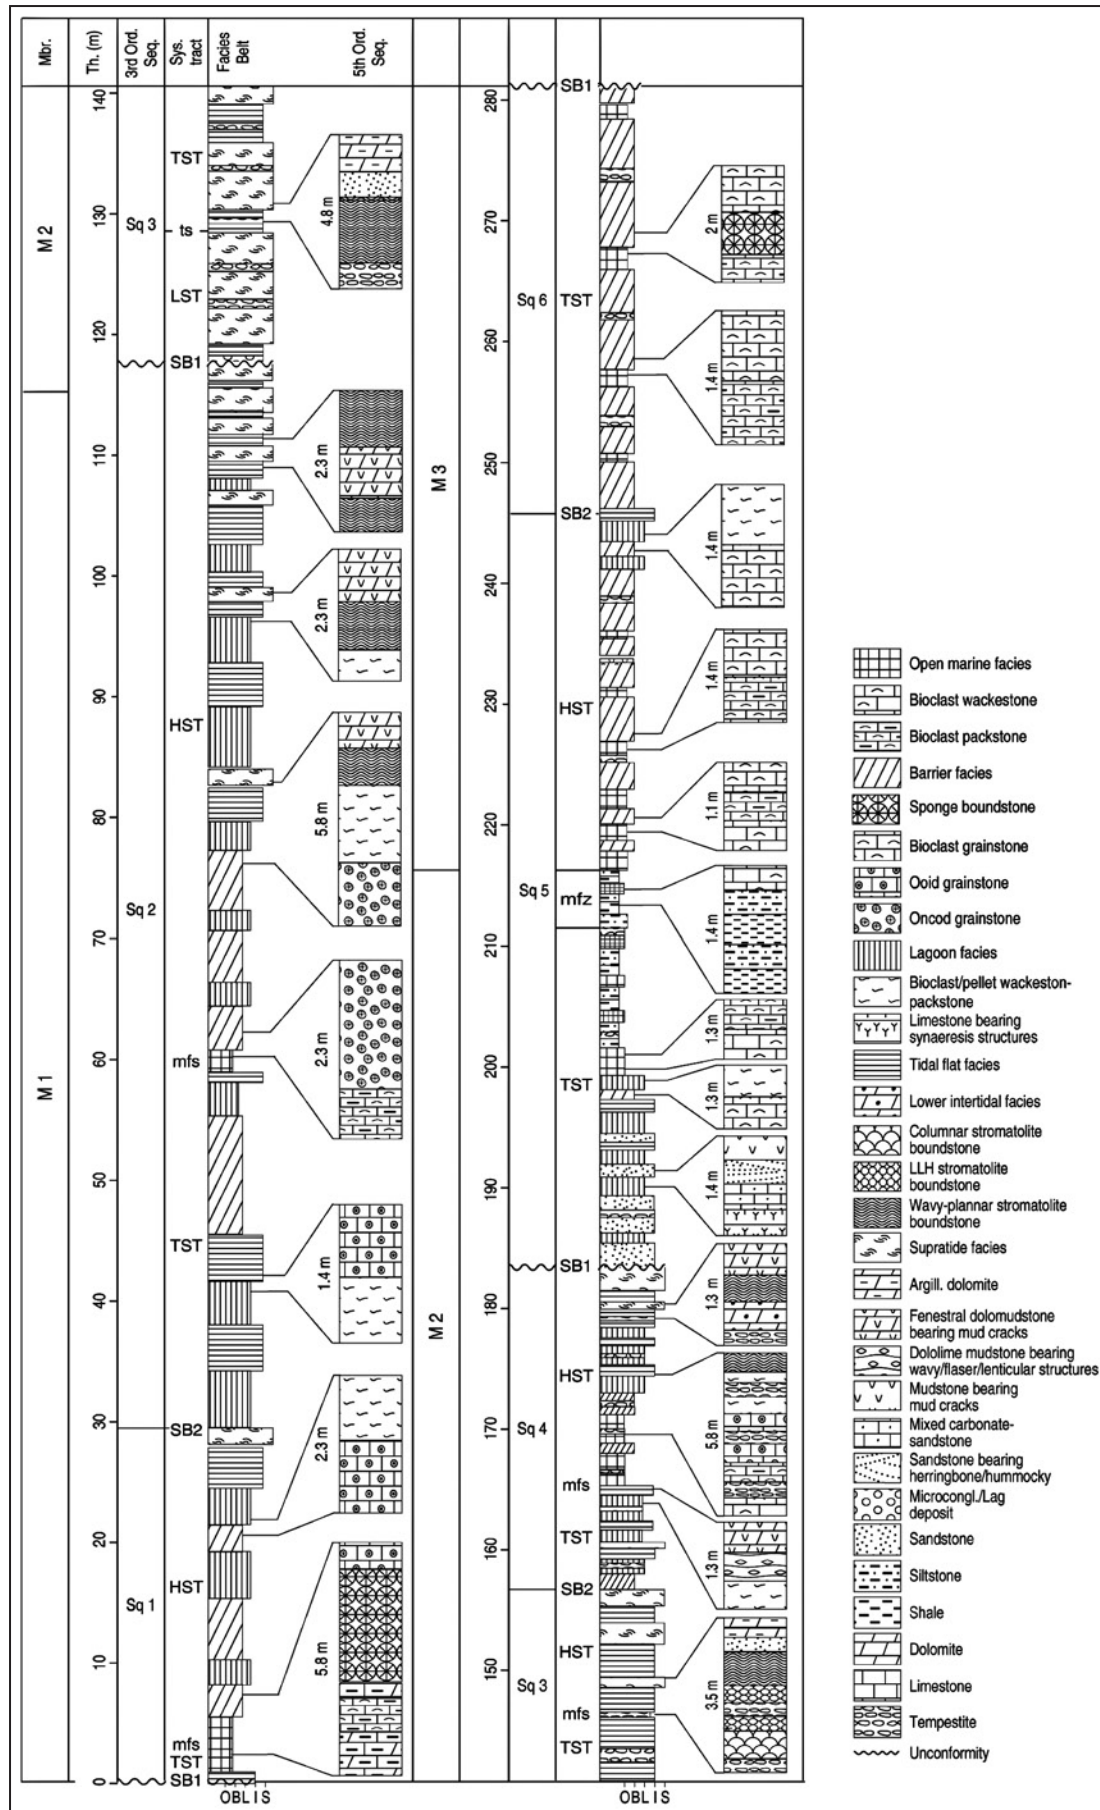 Mbr.
Th. (m)
3rd Ord. Seq.
Sys. tract
Facies Belt
5th Ord. Seq.
M 2
M 1
140
130
120
110
100
90
80
70
60
50
40
30
20
10
0
Sq 3
Sq 2
Sq 1
TST
ts
LST
SB1
HST
mfs
TST
SB2
HST
mfs
TST
SB1
4.8 m
2.3 m
2.3 m
5.8 m
2.3 m
1.4 m
2.3 m
5.8 m
O B L I S
M 3
M 2
280
270
260
250
240
230
220
210
200
190
180
170
160
150
Sq 6
Sq 5
Sq 4
Sq 3
SB1
TST
SB2
HST
mfz
TST
SB1
HST
mfs
TST
SB2
HST
mfs
TST
2 m
1.4 m
1.4 m
1.4 m
1.1 m
1.4 m
1.3 m
1.3 m
1.4 m
1.3 m
5.8 m
1.3 m
3.5 m
O B L I S
Open marine facies
Bioclast wackestone
Bioclast packstone
Barrier facies
Sponge boundstone
Bioclast grainstone
Ooid grainstone
Oncod grainstone
Lagoon facies
Bioclast/pellet wackeston-
packstone
Limestone bearing
synaeresis structures
Tidal flat facies
Lower intertidal facies
Columnar stromatolite
boundstone
LLH stromatolite
boundstone
Wavy-plannar stromatolite
boundstone
Supratide facies
Argill. dolomite
Fenestral dolomudstone
bearing mud cracks
Dololime mudstone bearing
wavy/flaser/lenticular structures
Mudstone bearing
mud cracks
Mixed carbonate-
sandstone
Sandstone bearing
herringbone/hummocky
Microcongl./Lag
deposit
Sandstone
Siltstone
Shale
Dolomite
Limestone
Tempestite
Unconformity